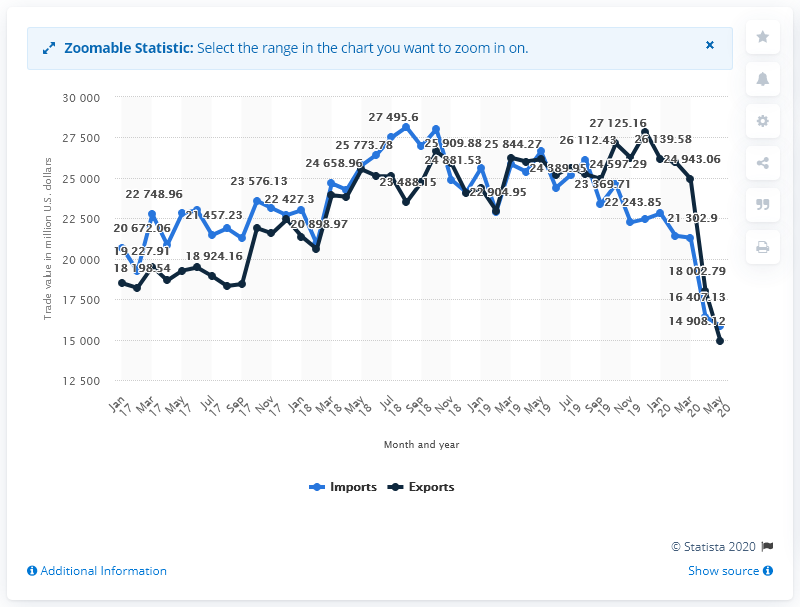 Zoomable Statistic: Select the range in the chart you want to zoom in on.
×
30 000
27 500
25 000
22 500
20 000
17 500
15 000
12 500
Trade value in million U.S. dollars
27 495.6
27 125.16
25 773.78
25 909.88
25 844.27
26 112.43
26 139.58
24 658.96
24 881.53
24 389.95
24 597.29
24 943.06
23 576.13
23 488.15
23 369.71
22 748.96
22 427.3
22 904.95
22 243.85
21 457.23
20 898.97
21 302.9
20 672.06
19 227.91
18 924.16
18 198.54
18 002.79
16 407.13
14 908.12
Jan 17
Mar 17
May 17
Jul 17
Sep 17
Nov 17
Jan 18
Mar 18
May 18
Jul 18
Sep 18
Nov 18
Jan 19
Mar 19
May 19
Jul 19
Sep 19
Nov 19
Jan 20
Mar 20
May 20
Month and year
Imports Exports
© Statista 2020
Additional Information
Show source